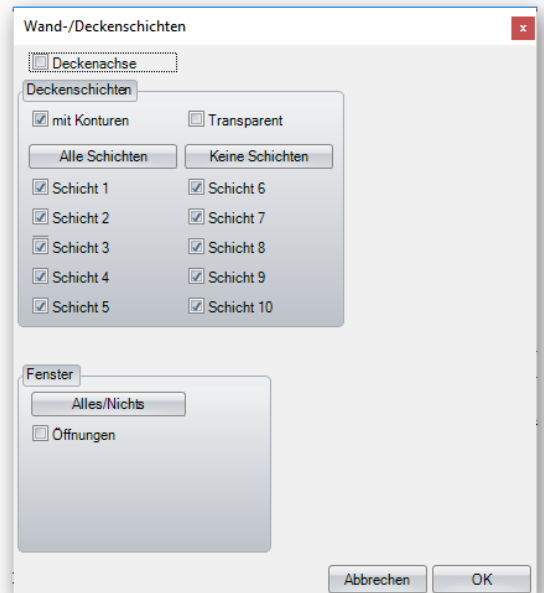 Wand-/Deckenschichten
x
Deckenachse
Deckenschichten
mit Konturen Transparent
Alle Schichten Keine Schichten
Schicht 1 Schicht 6
Schicht 2 Schicht 7
Schicht 3 Schicht 8
Schicht 4 Schicht 9
Schicht 5 Schicht 10
Fenster
Alles/Nichts
Öffnungen
Abbrechen OK